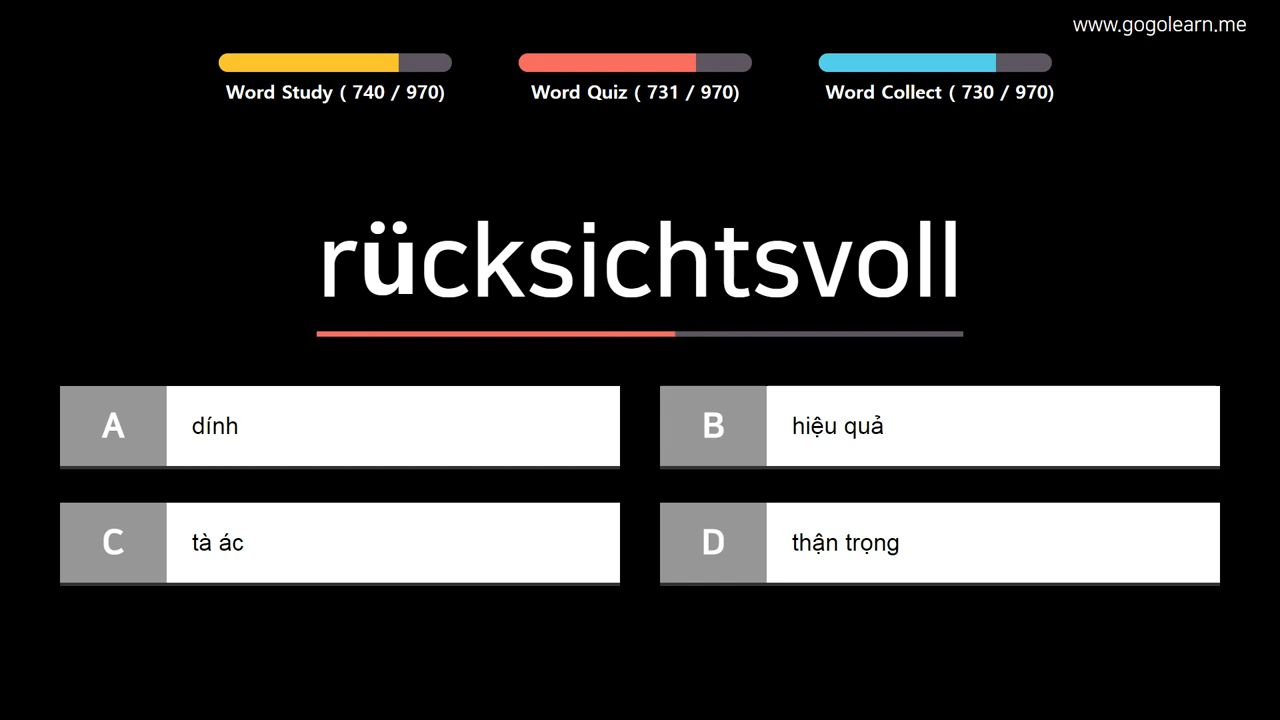 www.gogolearn.me
Word Study ( 740 / 970)
Word Quiz ( 731 / 970)
Word Collect ( 730 / 970)
rücksichtsvoll
A dính
B hiệu quả
C tà ác
D thận trọng